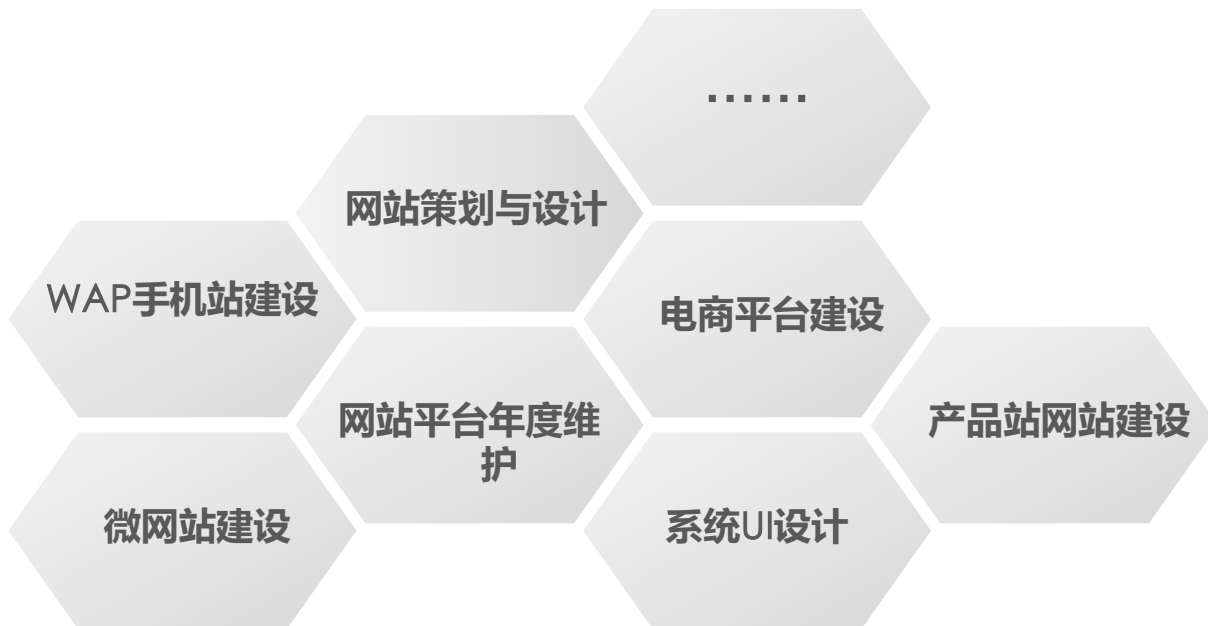 ······
网站策划与设计
WAP手机站建设
电商平台建设
网站平台年度维
护
产品站网站建设
微网站建设
系统UI设计